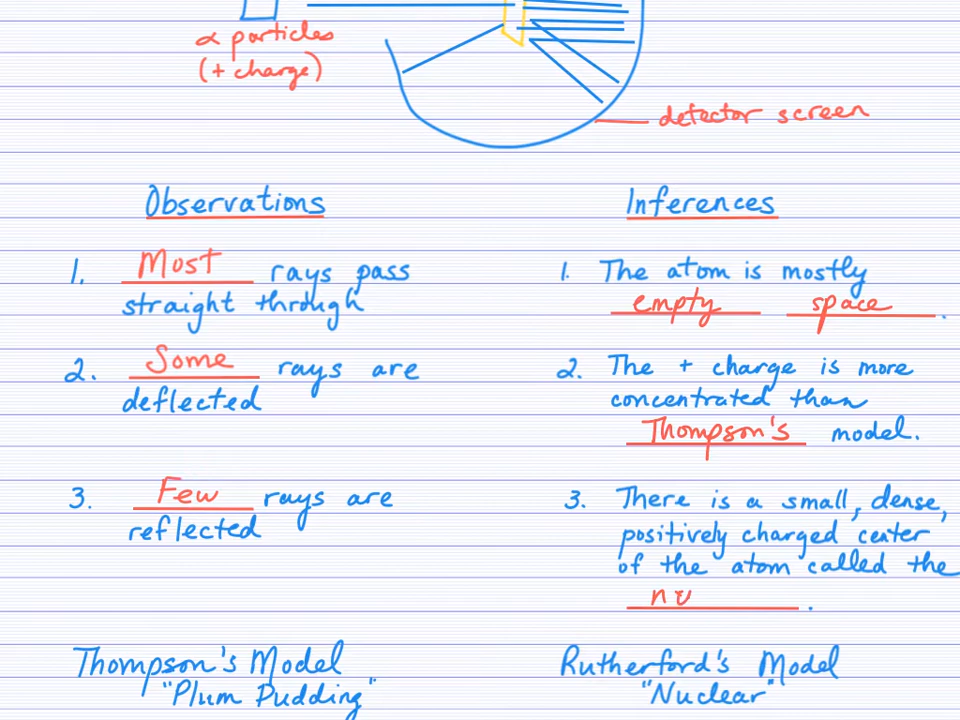 α particles
(+ charge)
detector screen
Observations
1. Most rays pass
straight through
2. Some rays are
deflected
3. Few rays are
reflected
Inferences
1. The atom is mostly
empty space.
2. The + charge is more
concentrated than
Thompson's model.
3. There is a small, dense,
positively charged center
of the atom called the
nu.
Thompson's Model
"Plum Pudding"
Rutherford's Model
"Nuclear"